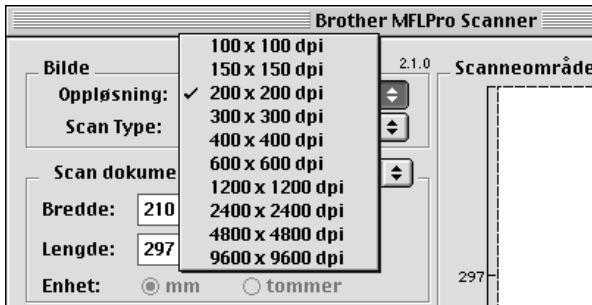 Brother MFLPro Scanner
Bilde
2.1.0
Scanneområde
Oppløsning:
Scan Type:
100 x 100 dpi
150 x 150 dpi
✓ 200 x 200 dpi
300 x 300 dpi
400 x 400 dpi
600 x 600 dpi
1200 x 1200 dpi
2400 x 2400 dpi
4800 x 4800 dpi
9600 x 9600 dpi
Scan dokume
Bredde: 210
Lengde: 297
Enhet: mm tommer
297